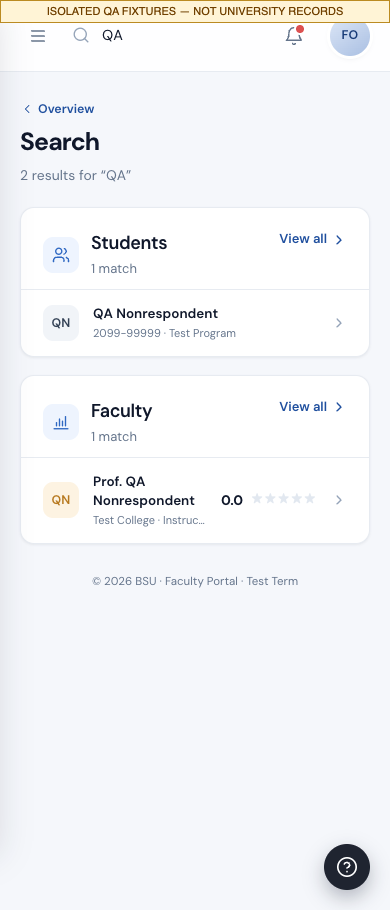 ISOLATED QA FIXTURES — NOT UNIVERSITY RECORDS
QA
FO
Overview
Search
2 results for “QA”
Students
View all
1 match
QN
QA Nonrespondent
2099-99999 · Test Program
Faculty
View all
1 match
QN
Prof. QA
Nonrespondent
0.0
Test College · Instruc...
© 2026 BSU · Faculty Portal · Test Term